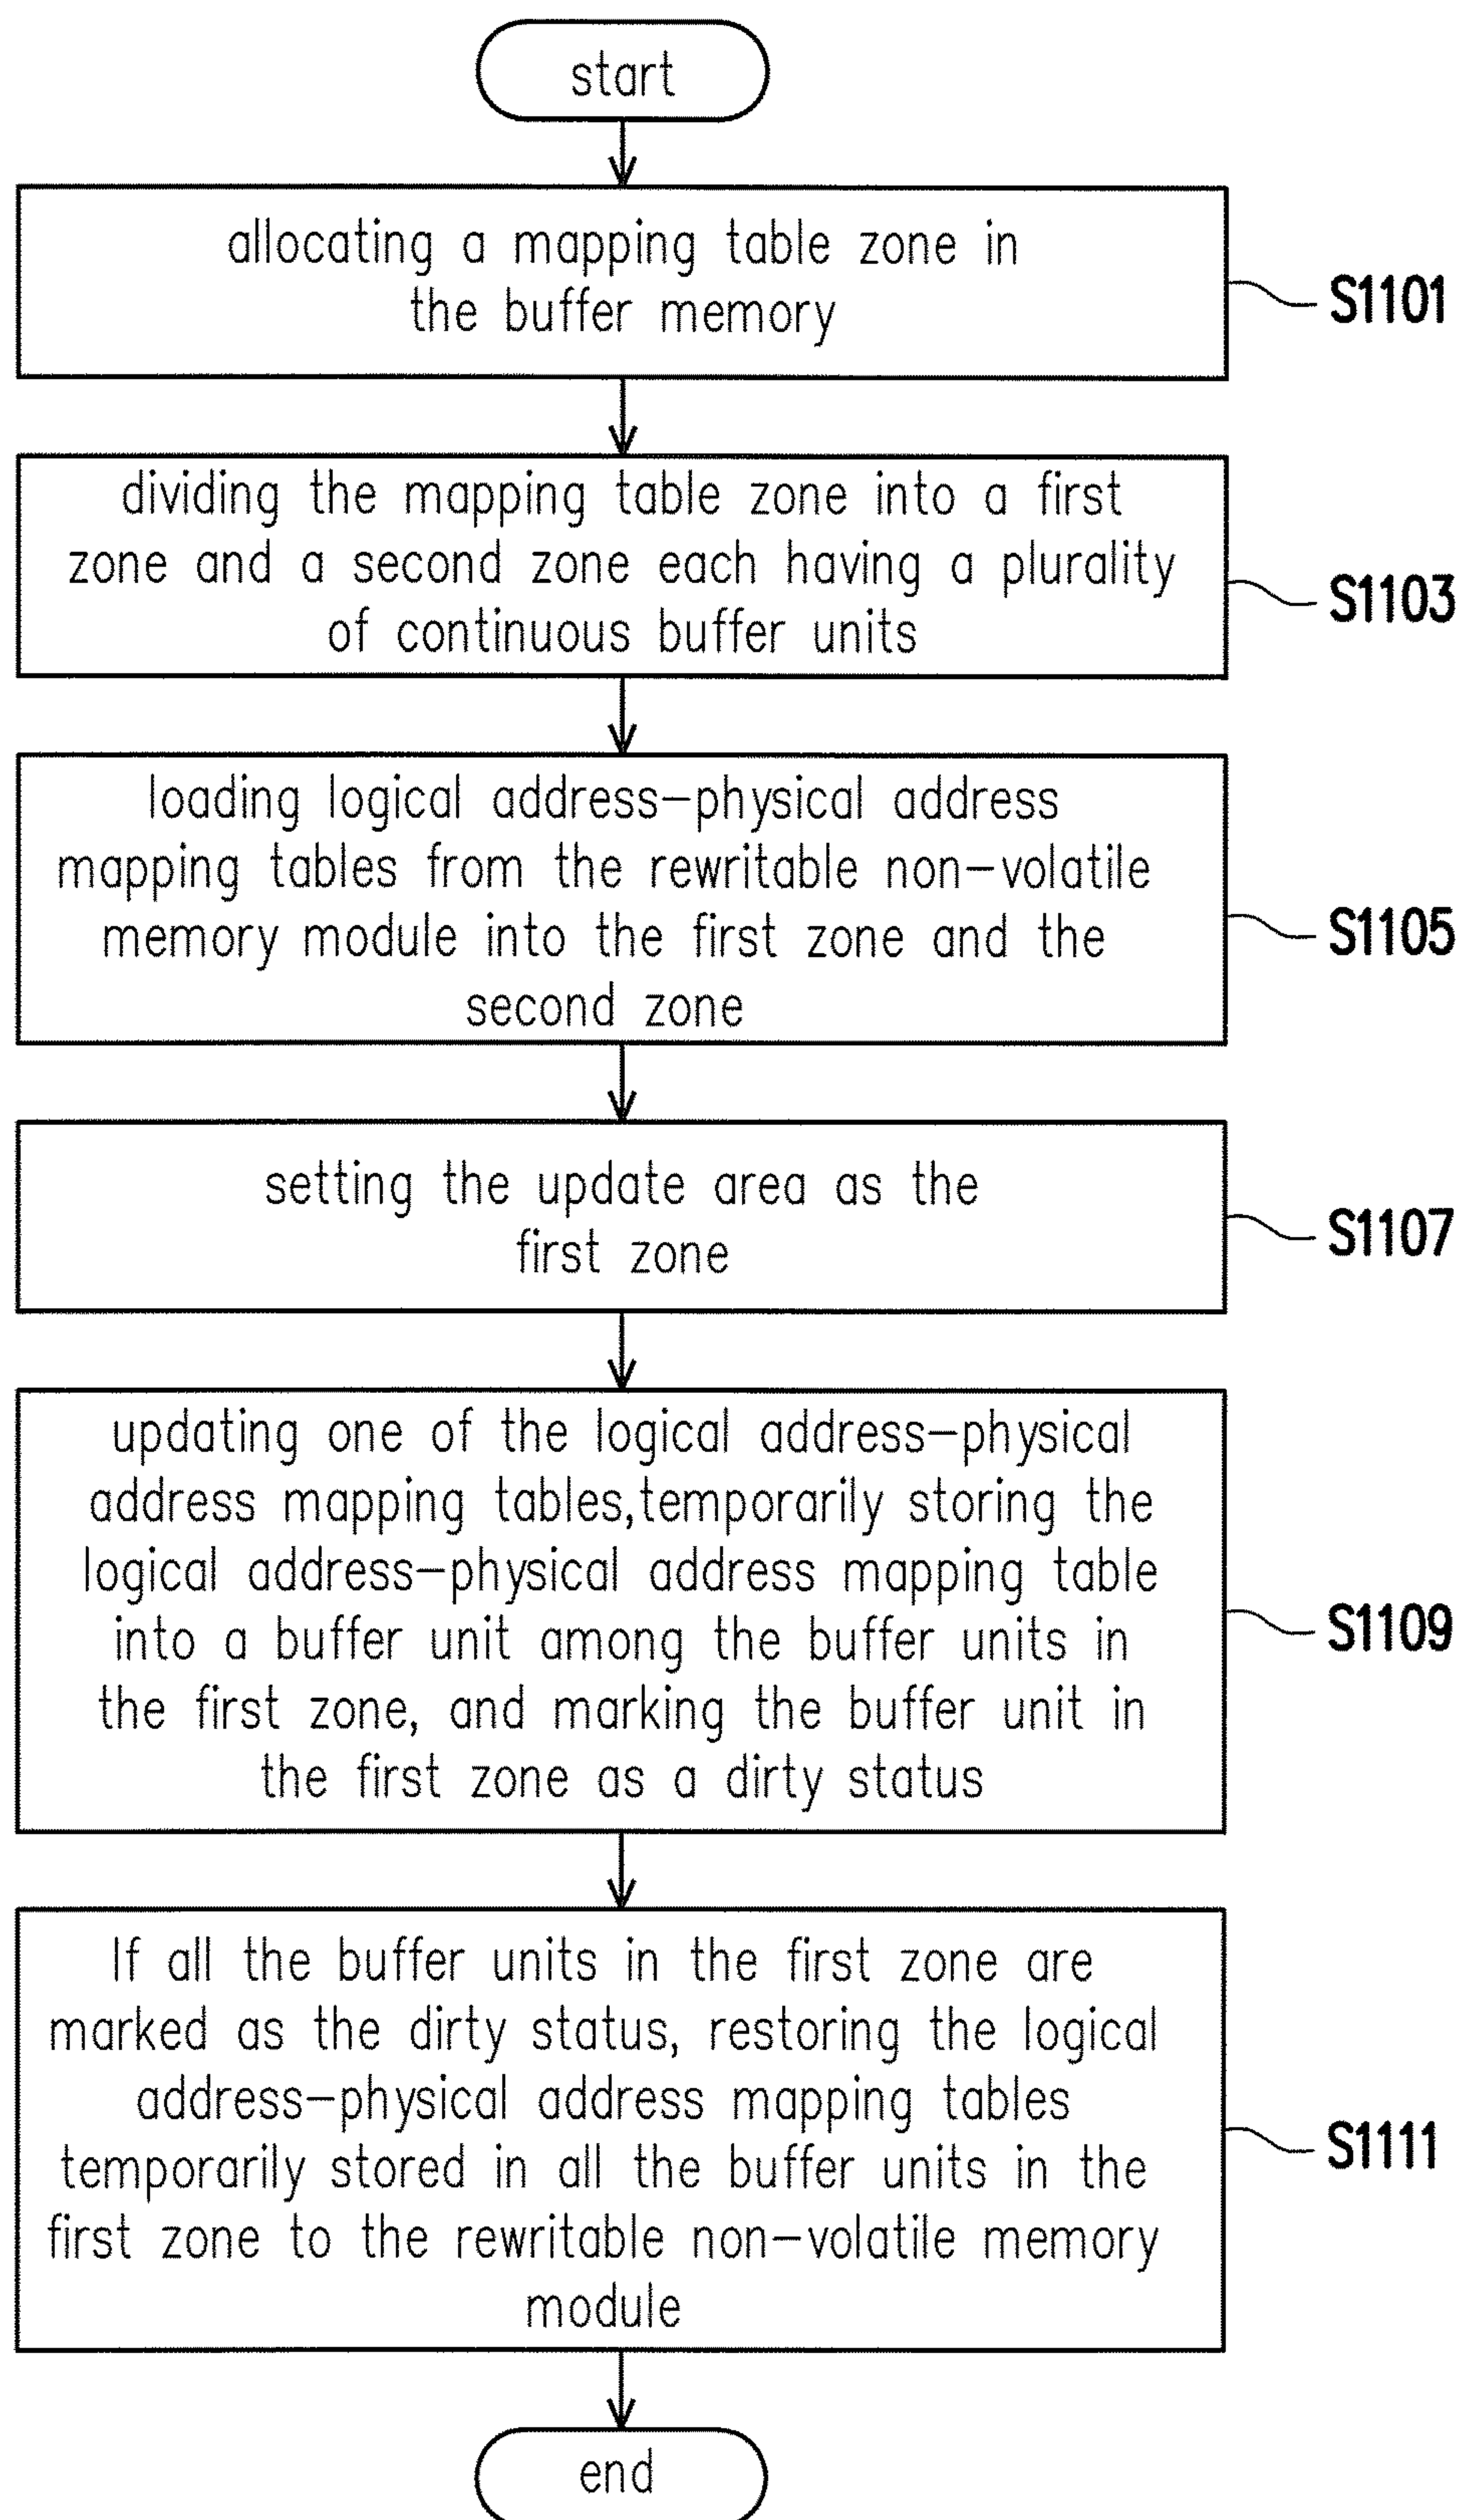 start
allocating a mapping table zone in
the buffer memory
S1101
dividing the mapping table zone into a first
zone and a second zone each having a plurality
of continuous buffer units
S1103
loading logical address-physical address
mapping tables from the rewritable non-volatile
memory module into the first zone and the
second zone
S1105
setting the update area as the
first zone
S1107
updating one of the logical address-physical
address mapping tables,temporarily storing the
logical address-physical address mapping table
into a buffer unit among the buffer units in
the first zone, and marking the buffer unit in
the first zone as a dirty status
S1109
If all the buffer units in the first zone are
marked as the dirty status, restoring the logical
address-physical address mapping tables
temporarily stored in all the buffer units in the
first zone to the rewritable non-volatile memory
module
S1111
end